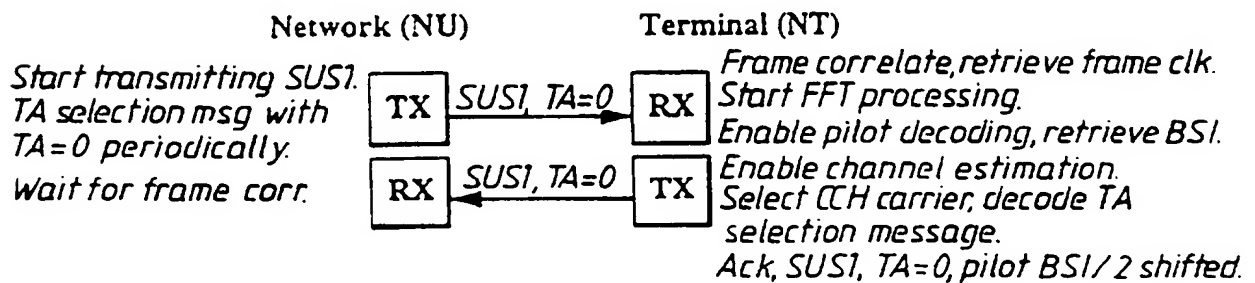 Network (NU) Terminal (NT)
Start transmitting SUS1.
TA selection msg with
TA=0 periodically.
Wait for frame corr.
TX
SUS1, TA=0
RX
RX
SUS1, TA=0
TX
Frame correlate, retrieve frame clk.
Start FFT processing.
Enable pilot decoding, retrieve BSI.
Enable channel estimation.
Select CCH carrier, decode TA
selection message.
Ack, SUS1, TA=0, pilot BSI/2 shifted.